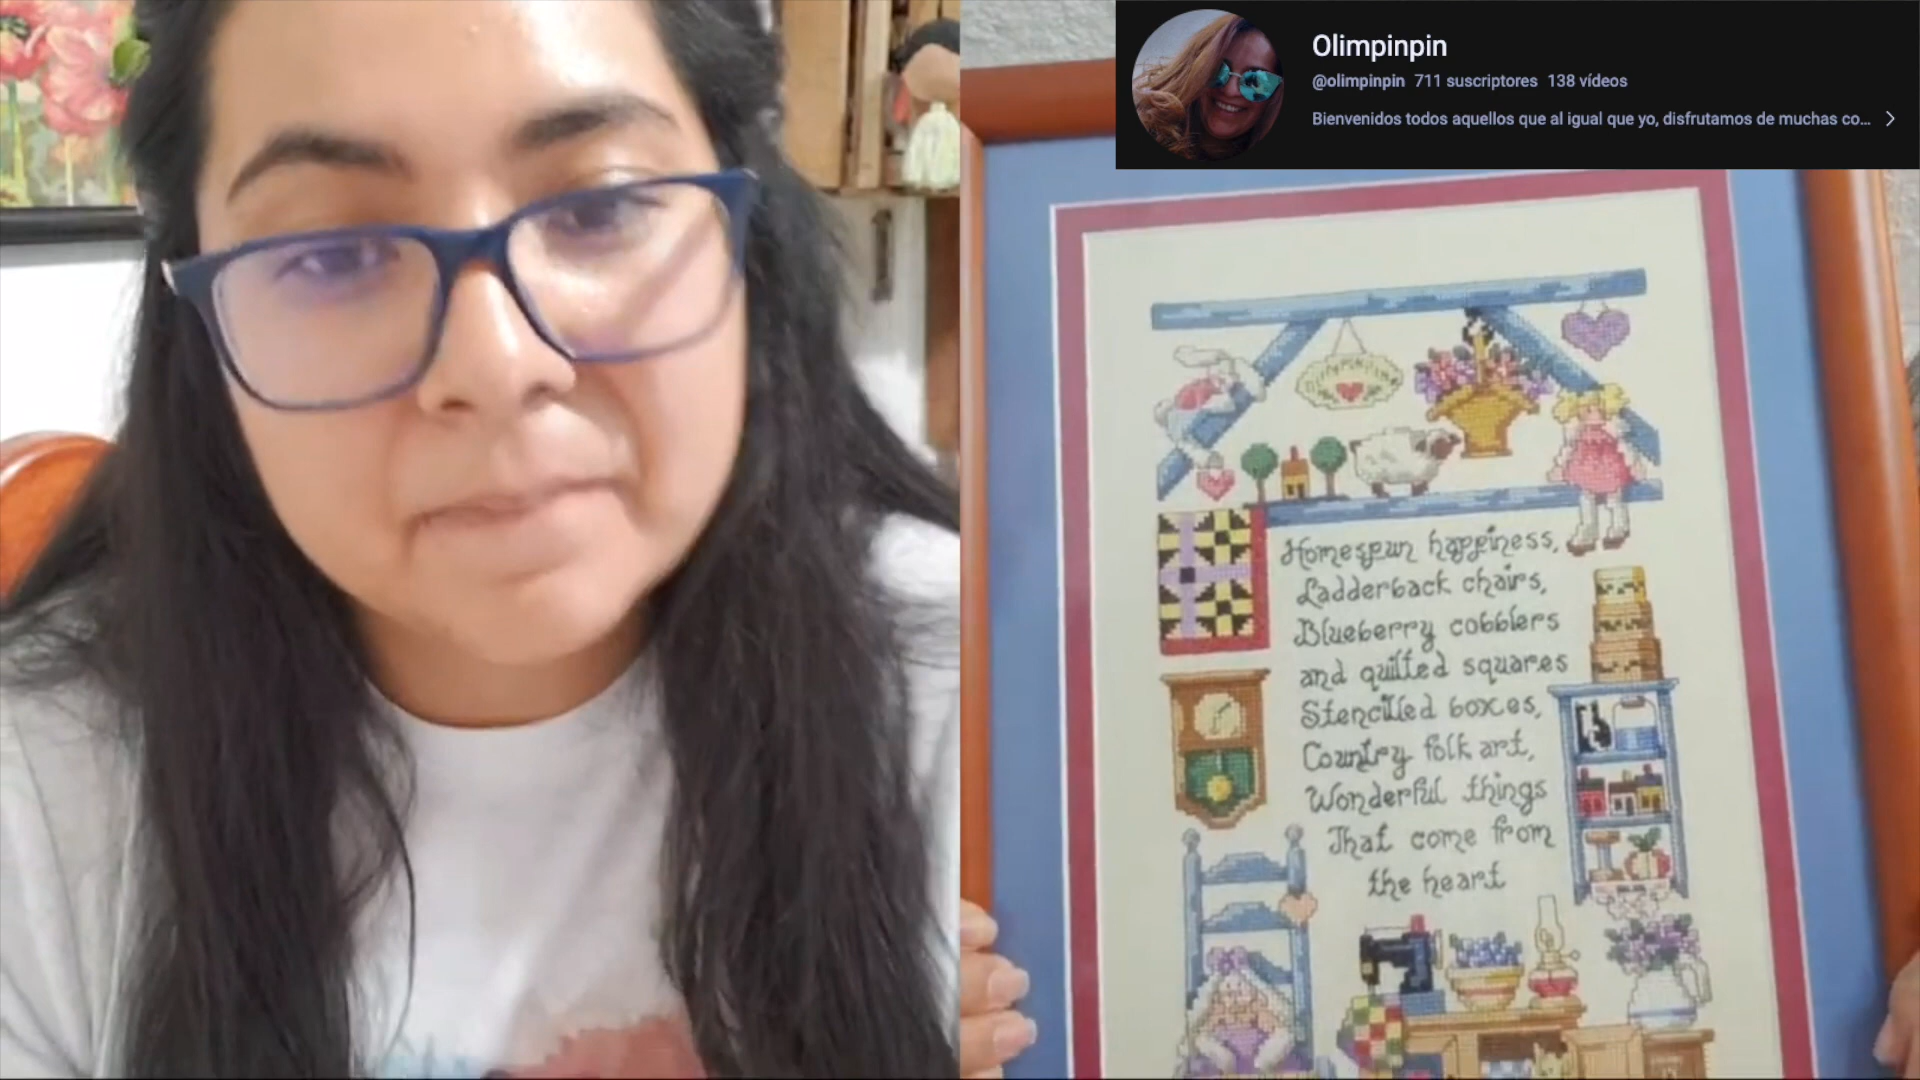 Olimpinpin
@olimpinpin 711 suscriptores 138 vídeos
Bienvenidos todos aquellos que al igual que yo, disfrutamos de muchas co...
Homespun happiness,
Ladderback chairs,
Blueberry cobblers
and quilted squares
Stencilled boxes,
Country folk art,
Wonderful things
That come from
the heart